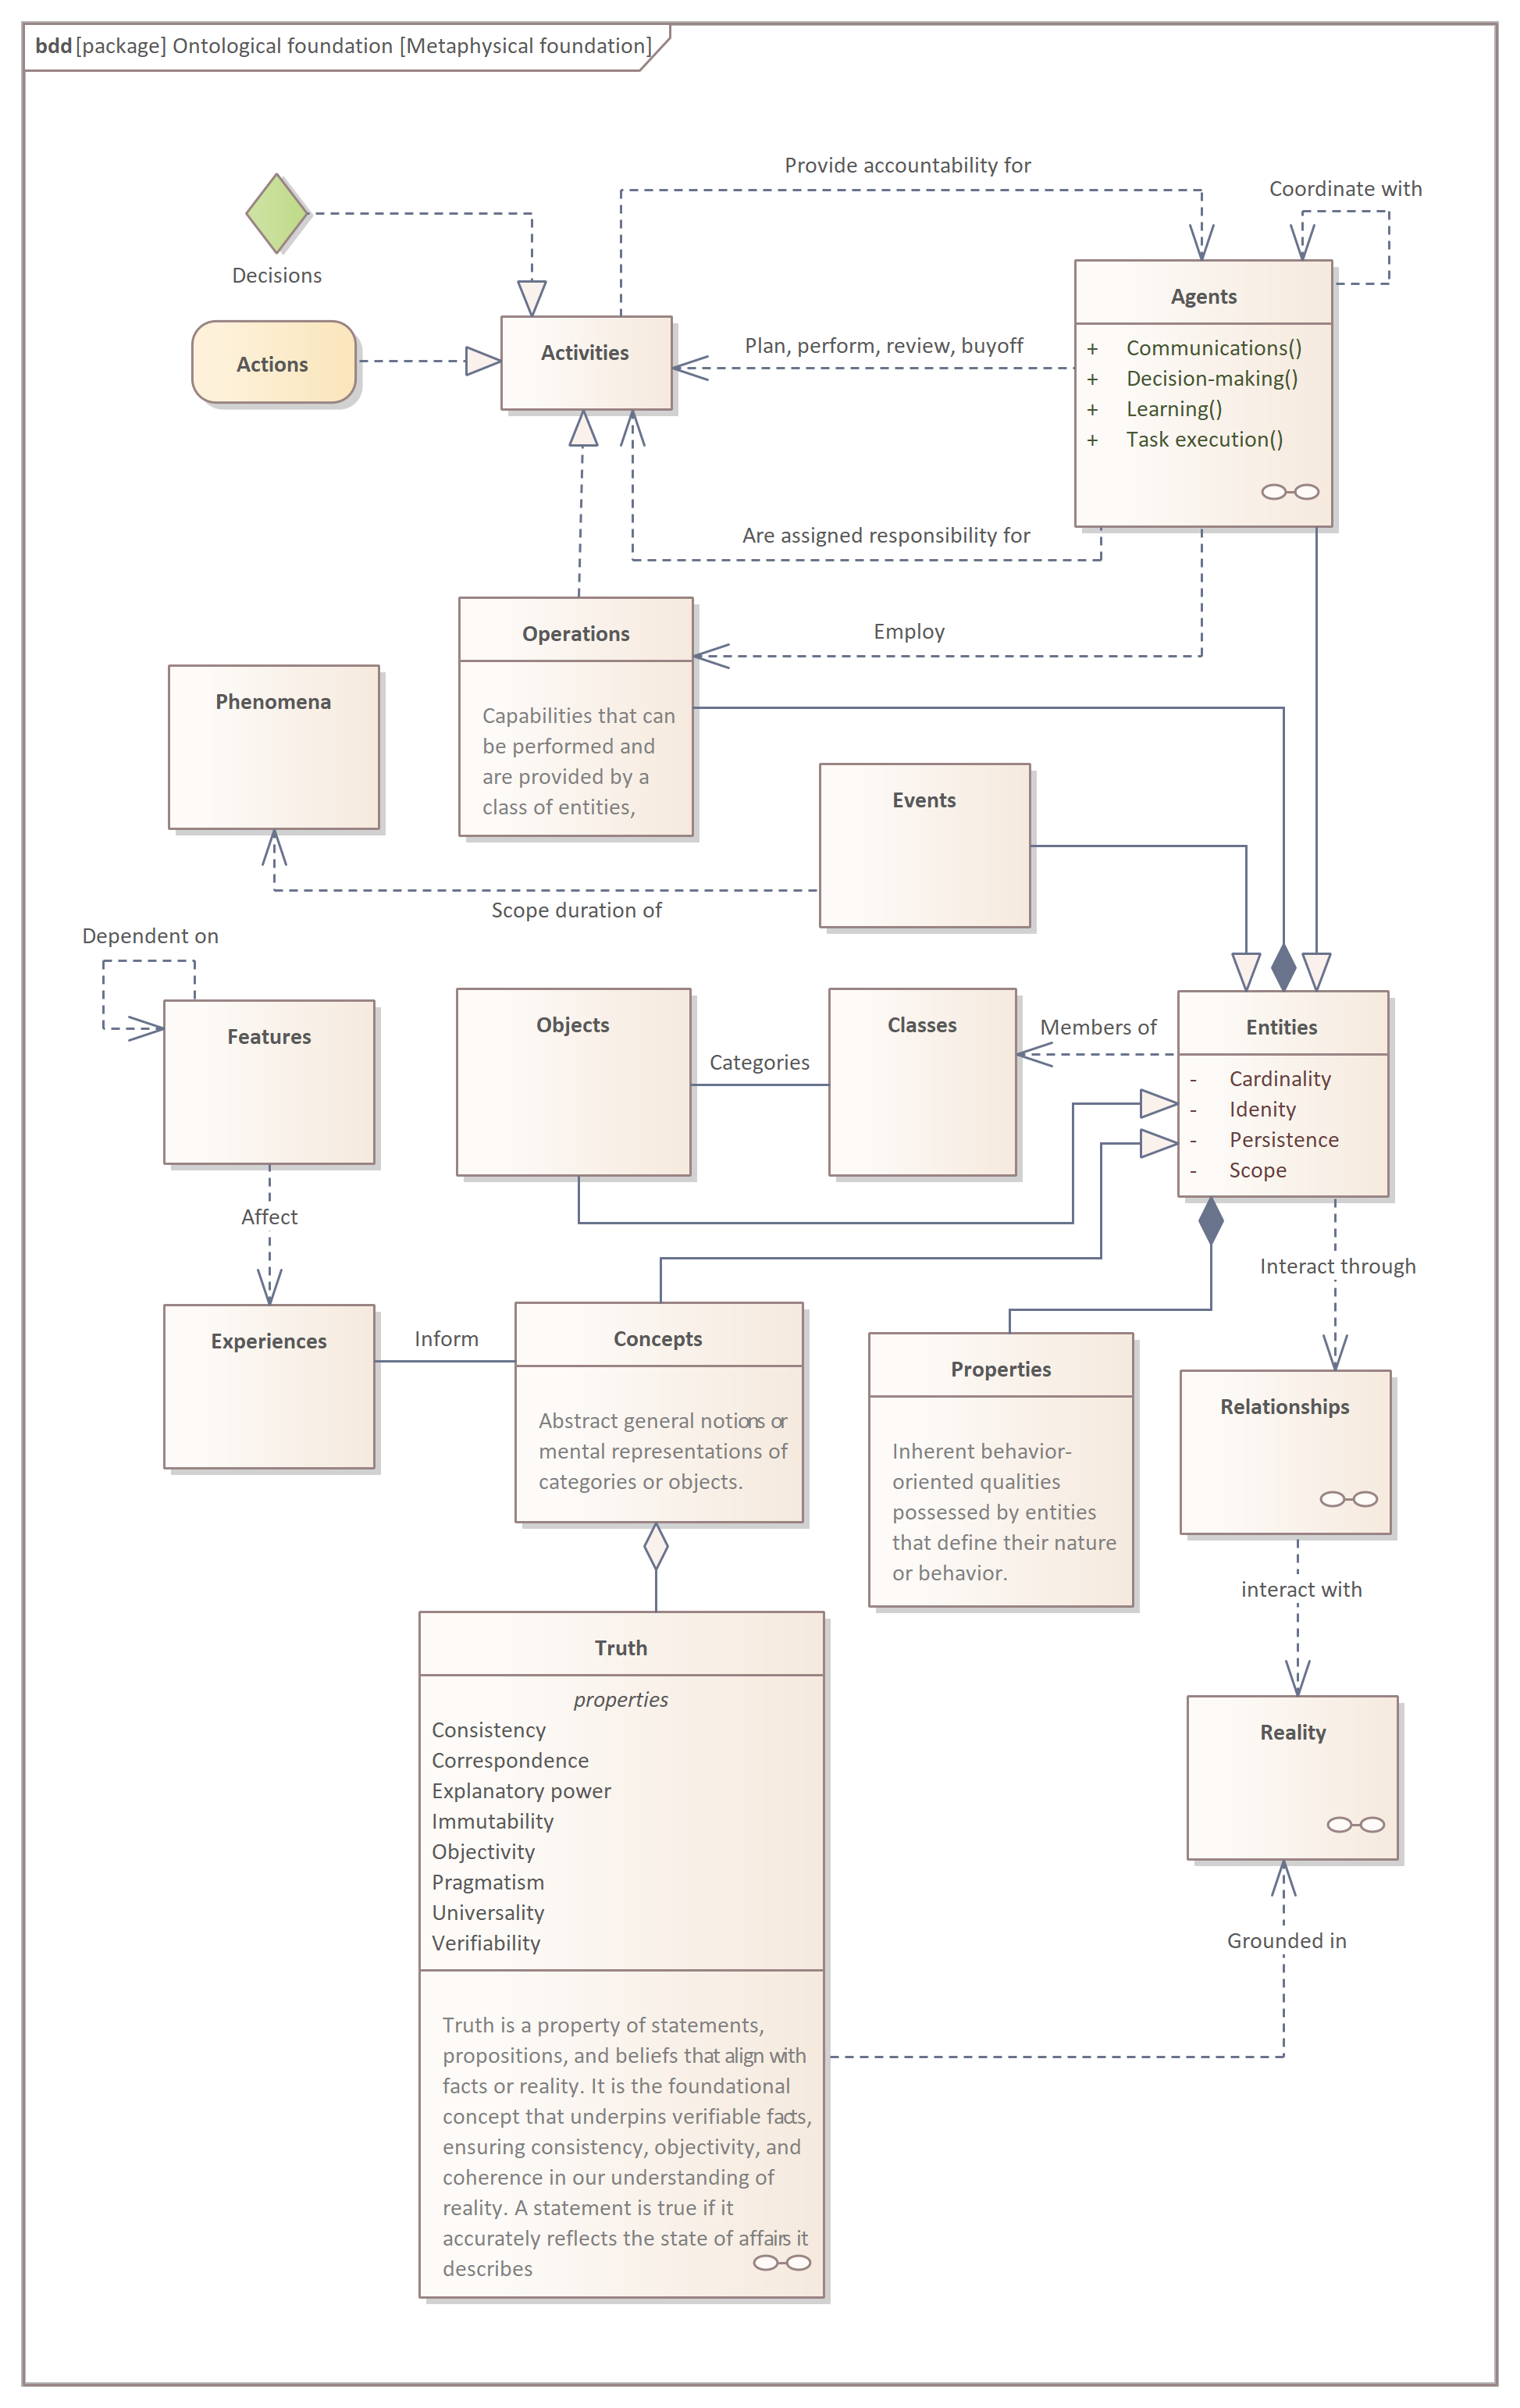 bdd [package] Ontological foundation [Metaphysical foundation]
Provide accountability for
Coordinate with
Decisions
Agents
+ Communications()
+ Decision-making()
+ Learning()
+ Task execution()
Actions
Activities
Plan, perform, review, buyoff
Are assigned responsibility for
Operations
Capabilities that can
be performed and
are provided by a
class of entities,
Employ
Phenomena
Events
Scope duration of
Dependent on
Features
Objects
Categories
Classes
Members of
Entities
- Cardinality
- Idenity
- Persistence
- Scope
Affect
Interact through
Experiences
Inform
Concepts
Abstract general notions or
mental representations of
categories or objects.
Properties
Inherent behavior-
oriented qualities
possessed by entities
that define their nature
or behavior.
Relationships
interact with
Truth
properties
Consistency
Correspondence
Explanatory power
Immutability
Objectivity
Pragmatism
Universality
Verifiability
Truth is a property of statements,
propositions, and beliefs that align with
facts or reality. It is the foundational
concept that underpins verifiable facts,
ensuring consistency, objectivity, and
coherence in our understanding of
reality. A statement is true if it
accurately reflects the state of affairs it
describes
Reality
Grounded in